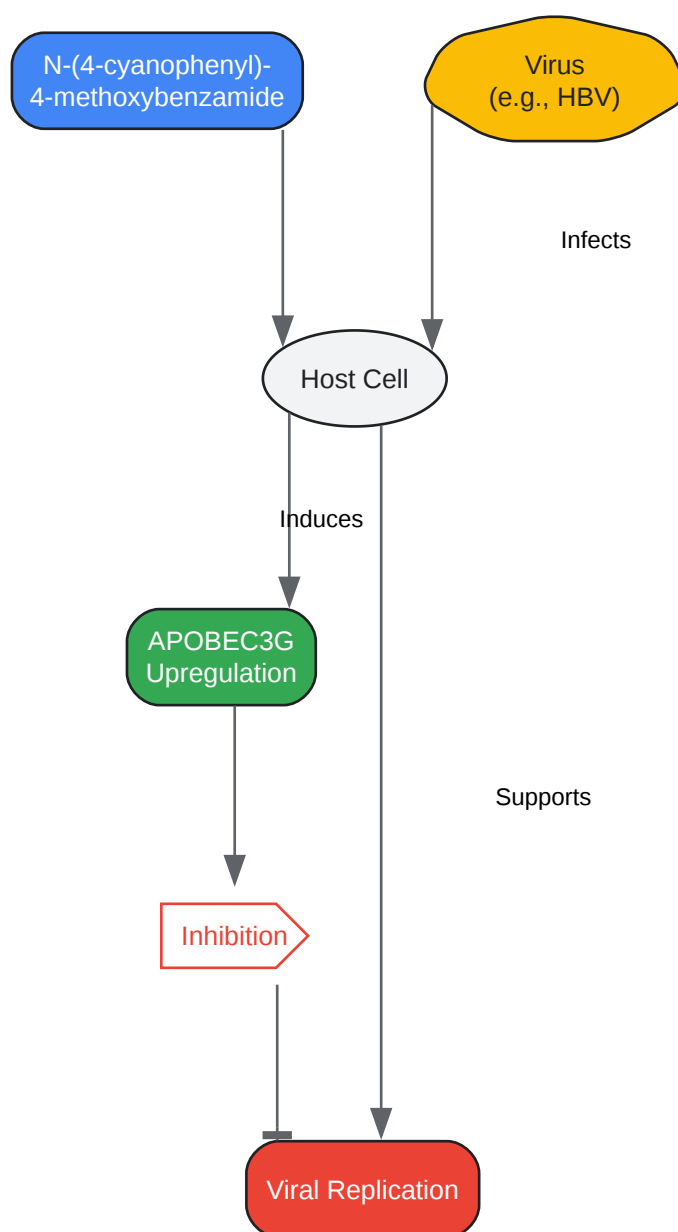 N-(4-cyanophenyl)-
4-methoxybenzamide
Virus
(e.g., HBV)
Infects
Host Cell
Induces
APOBEC3G
Upregulation
Supports
Inhibition
Viral Replication